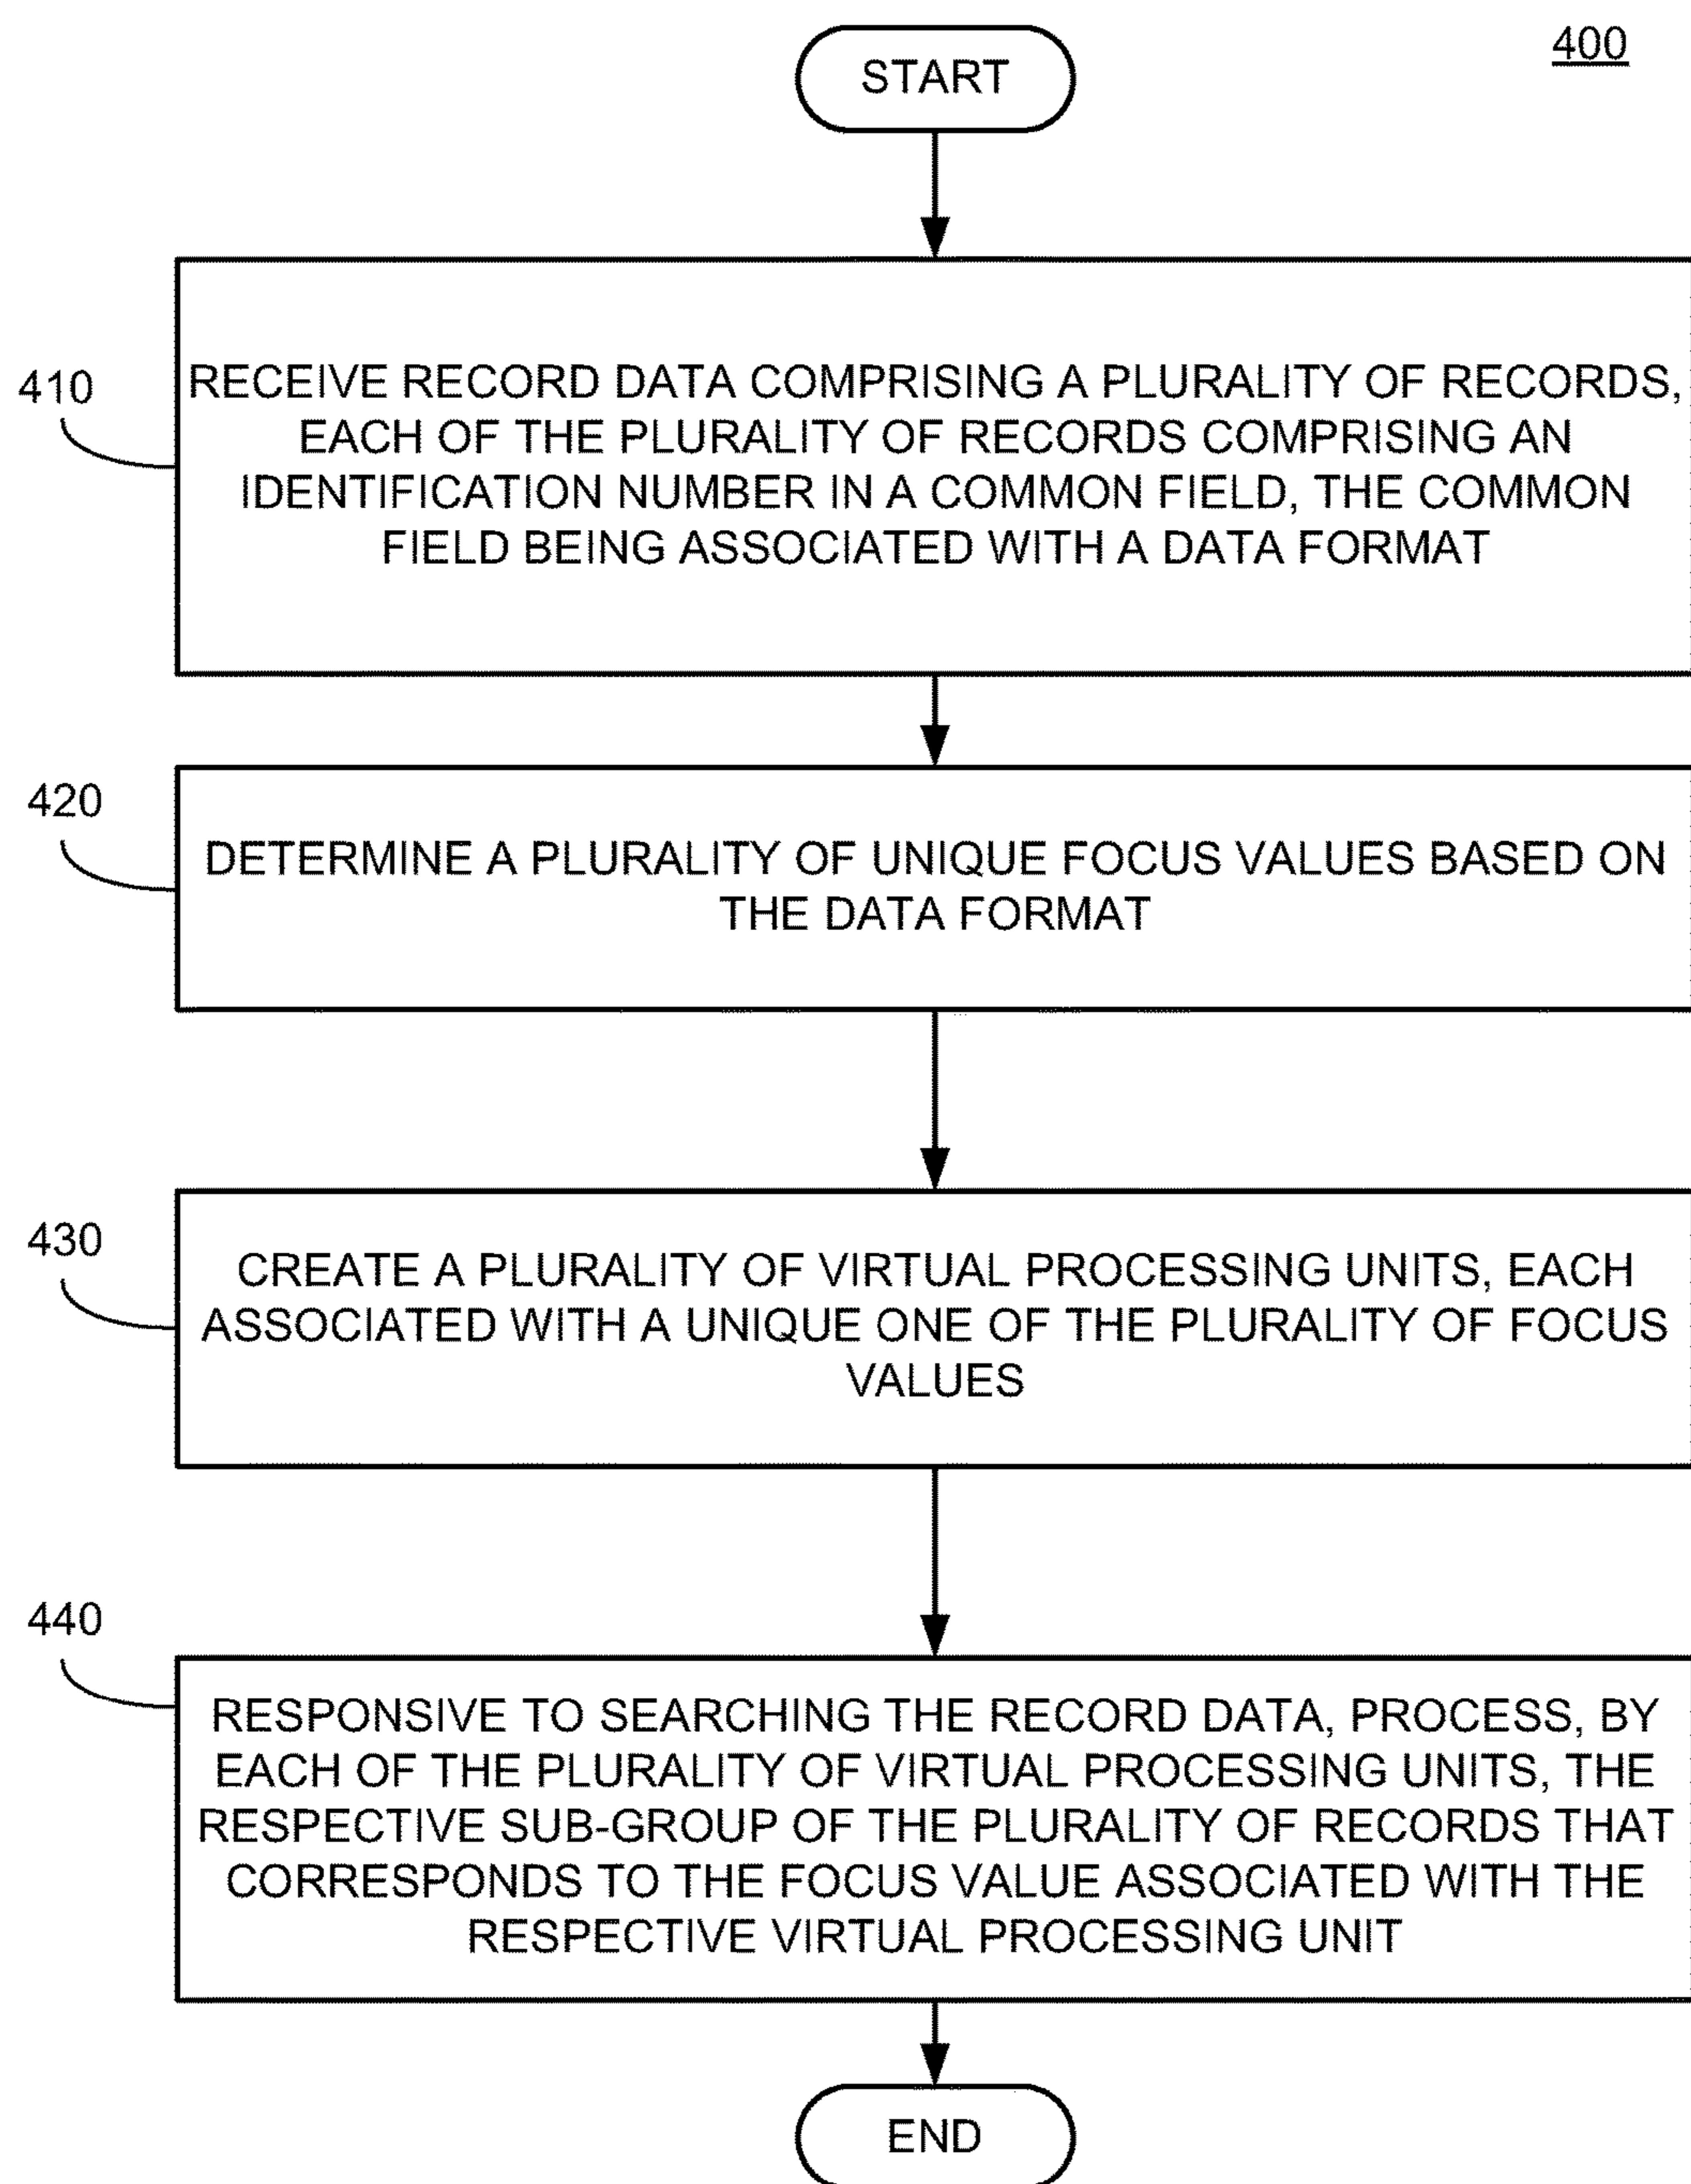 400
START
410
RECEIVE RECORD DATA COMPRISING A PLURALITY OF RECORDS,
EACH OF THE PLURALITY OF RECORDS COMPRISING AN
IDENTIFICATION NUMBER IN A COMMON FIELD, THE COMMON
FIELD BEING ASSOCIATED WITH A DATA FORMAT
420
DETERMINE A PLURALITY OF UNIQUE FOCUS VALUES BASED ON
THE DATA FORMAT
430
CREATE A PLURALITY OF VIRTUAL PROCESSING UNITS, EACH
ASSOCIATED WITH A UNIQUE ONE OF THE PLURALITY OF FOCUS
VALUES
440
RESPONSIVE TO SEARCHING THE RECORD DATA, PROCESS, BY
EACH OF THE PLURALITY OF VIRTUAL PROCESSING UNITS, THE
RESPECTIVE SUB-GROUP OF THE PLURALITY OF RECORDS THAT
CORRESPONDS TO THE FOCUS VALUE ASSOCIATED WITH THE
RESPECTIVE VIRTUAL PROCESSING UNIT
END